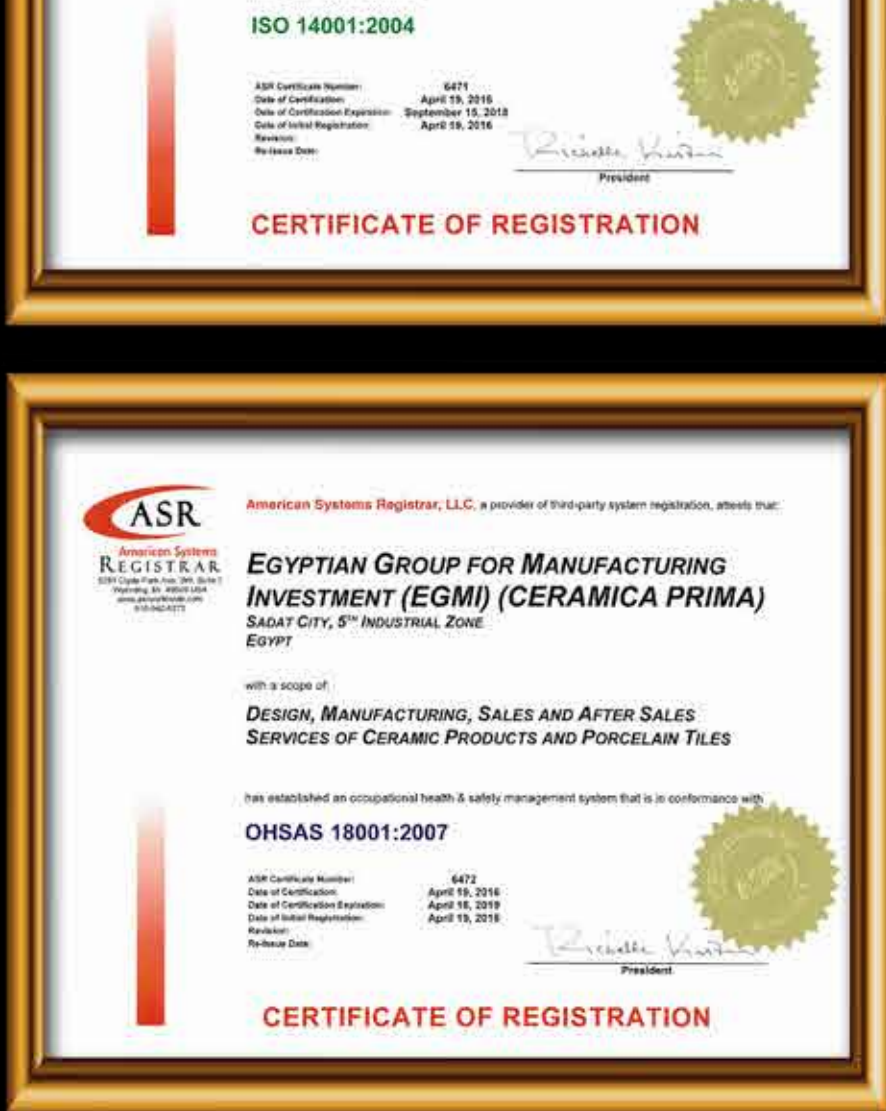 ISO 14001:2004
ASR Certificate Number: 6471
Date of Certification: April 19, 2016
Date of Certification Expiration: September 15, 2018
Date of Initial Registration: April 19, 2016
Revision:
Re-Issue Date:
President
CERTIFICATE OF REGISTRATION
ASR
American Systems
REGISTRAR
American Systems Registrar, LLC, a provider of third-party system registration, attests that:
EGYPTIAN GROUP FOR MANUFACTURING
INVESTMENT (EGMI) (CERAMICA PRIMA)
SADAT CITY, 5TH INDUSTRIAL ZONE
EGYPT
with a scope of:
DESIGN, MANUFACTURING, SALES AND AFTER SALES
SERVICES OF CERAMIC PRODUCTS AND PORCELAIN TILES
has established an occupational health & safety management system that is in conformance with
OHSAS 18001:2007
ASR Certificate Number: 6472
Date of Certification: April 19, 2016
Date of Certification Expiration: April 18, 2019
Date of Initial Registration: April 19, 2016
Revision:
Re-Issue Date:
President
CERTIFICATE OF REGISTRATION